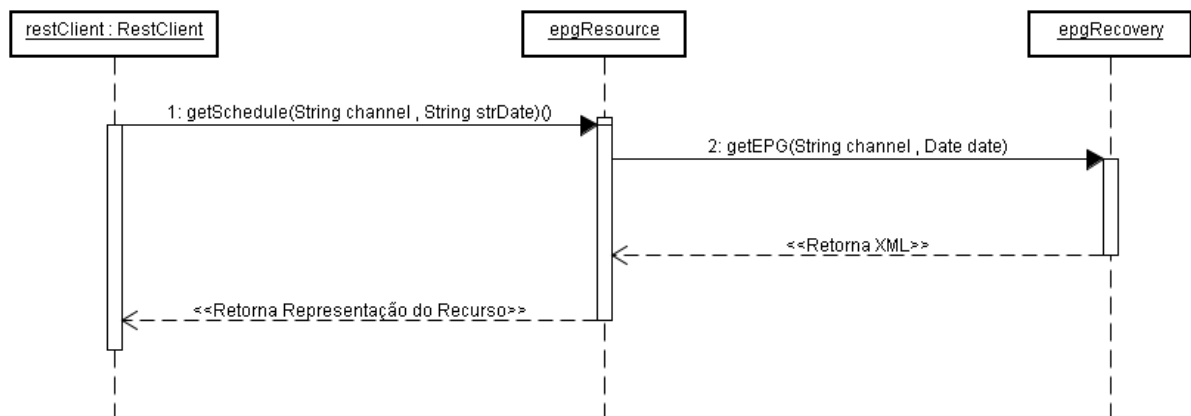 restClient : RestClient
epgResource
epgRecovery
1: getSchedule(String channel , String strDate)()
2: getEPG(String channel , Date date)
<<Retorna XML>>
<<Retorna Representação do Recurso>>